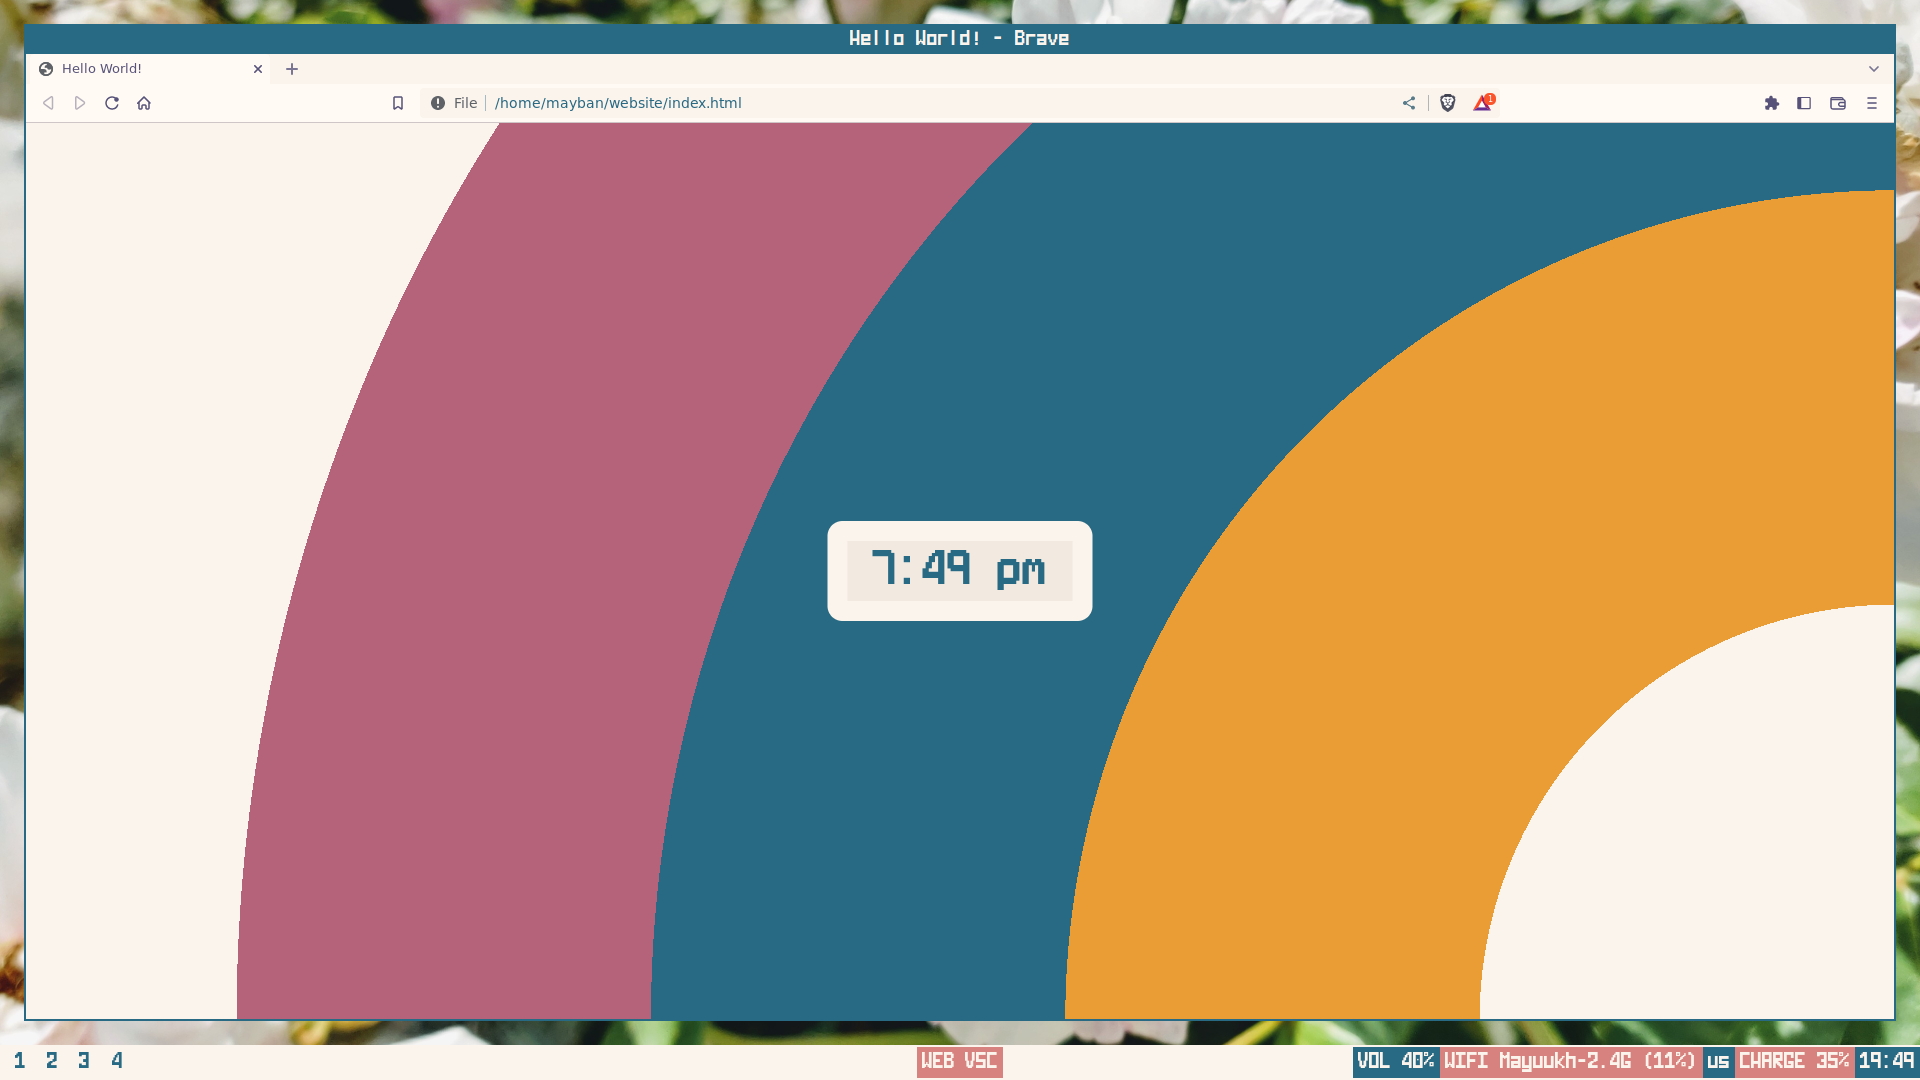 Hello World! - Brave
Hello World!
File /home/mayban/website/index.html
1
7:49 pm
1 2 3 4
WEB VSC
VOL 40% WIFI Mayuukh-2.4G (11%) us CHARGE 35% 19:49